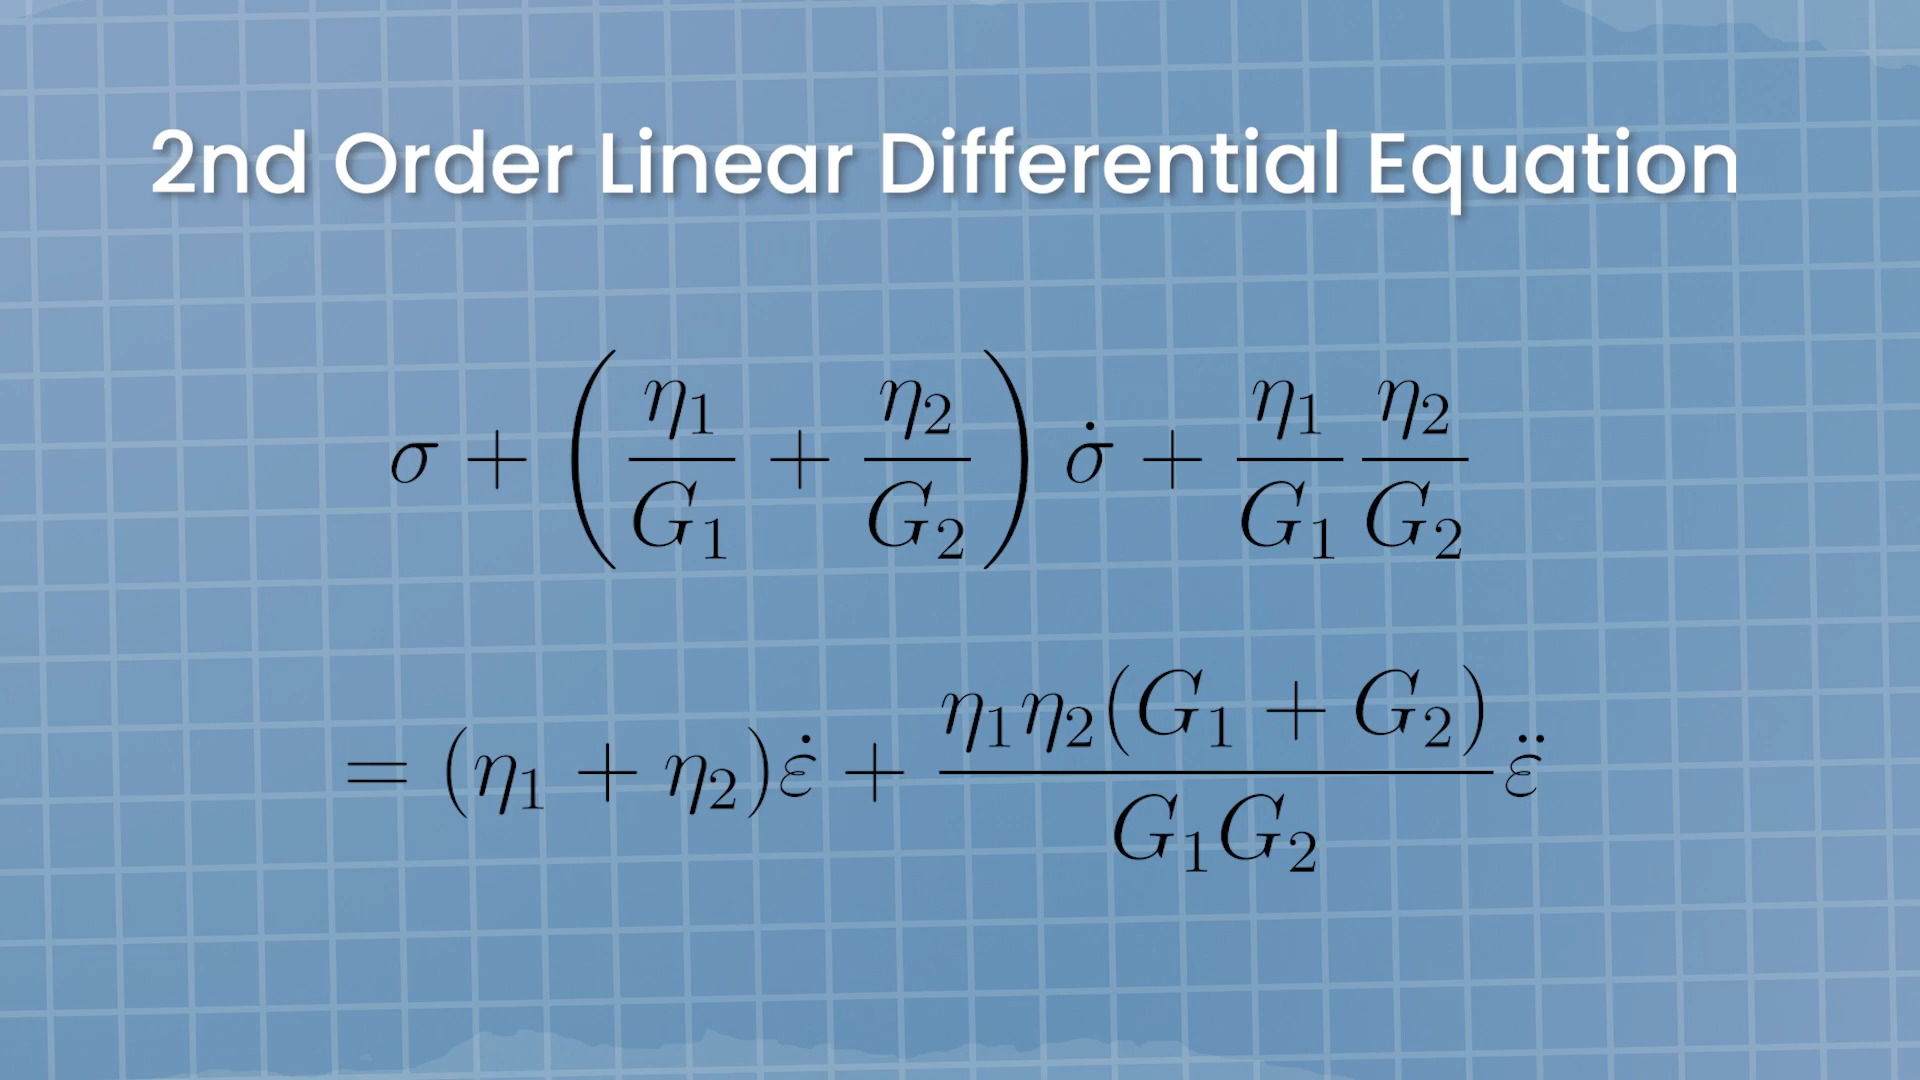 2nd Order Linear Differential Equation
σ + ( η₁/G₁ + η₂/G₂ ) σ̇ + η₁/G₁ η₂/G₂
= (η₁ + η₂)ε̇ + η₁η₂(G₁ + G₂)/G₁G₂ ε̈